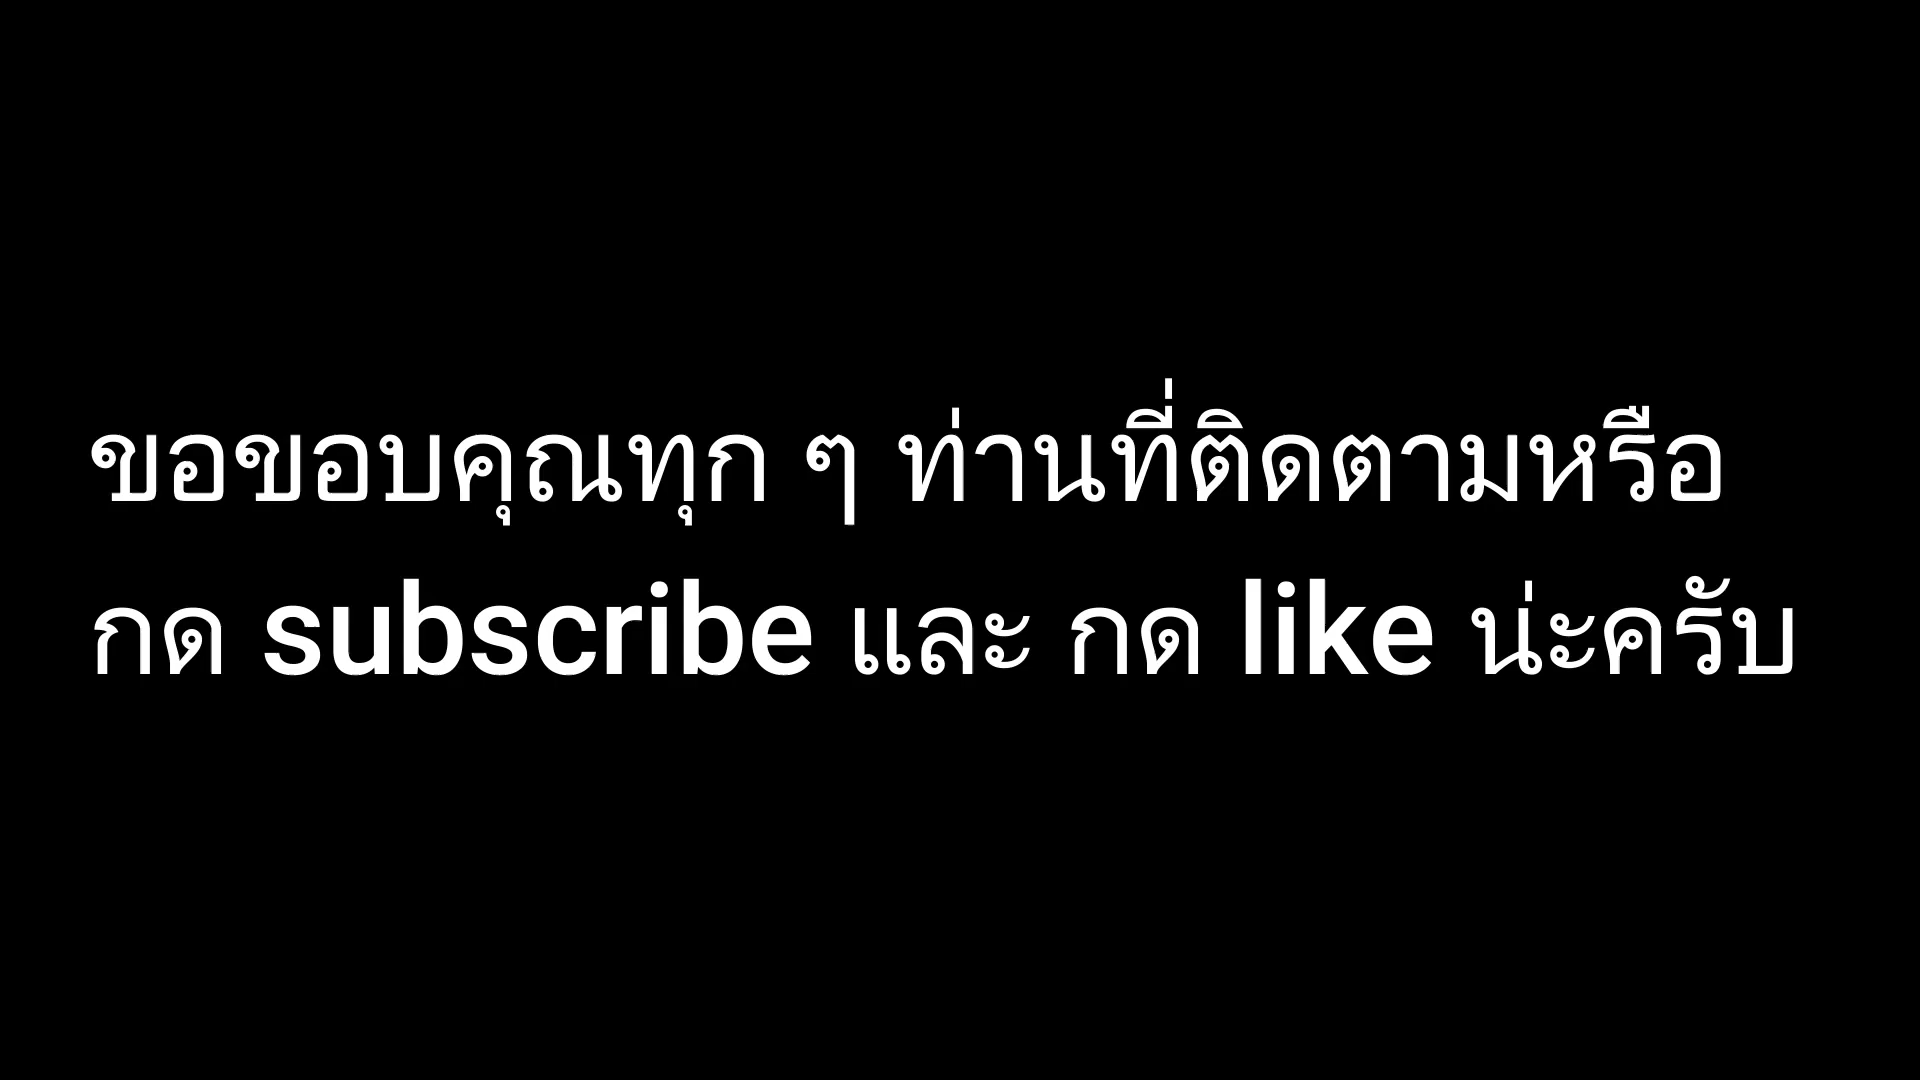 ขอขอบคุณทุก ๆ ท่านที่ติดตามหรือ
กด subscribe และ กด like น่ะครับ